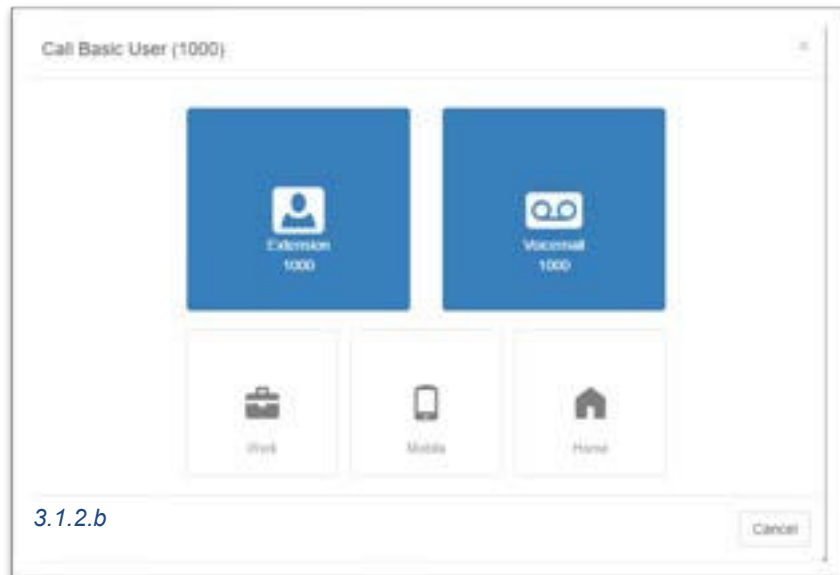 Call Basic User (1000)
×
Extension
1000
Voicemail
1000
Work
Mobile
Home
3.1.2.b
Cancel